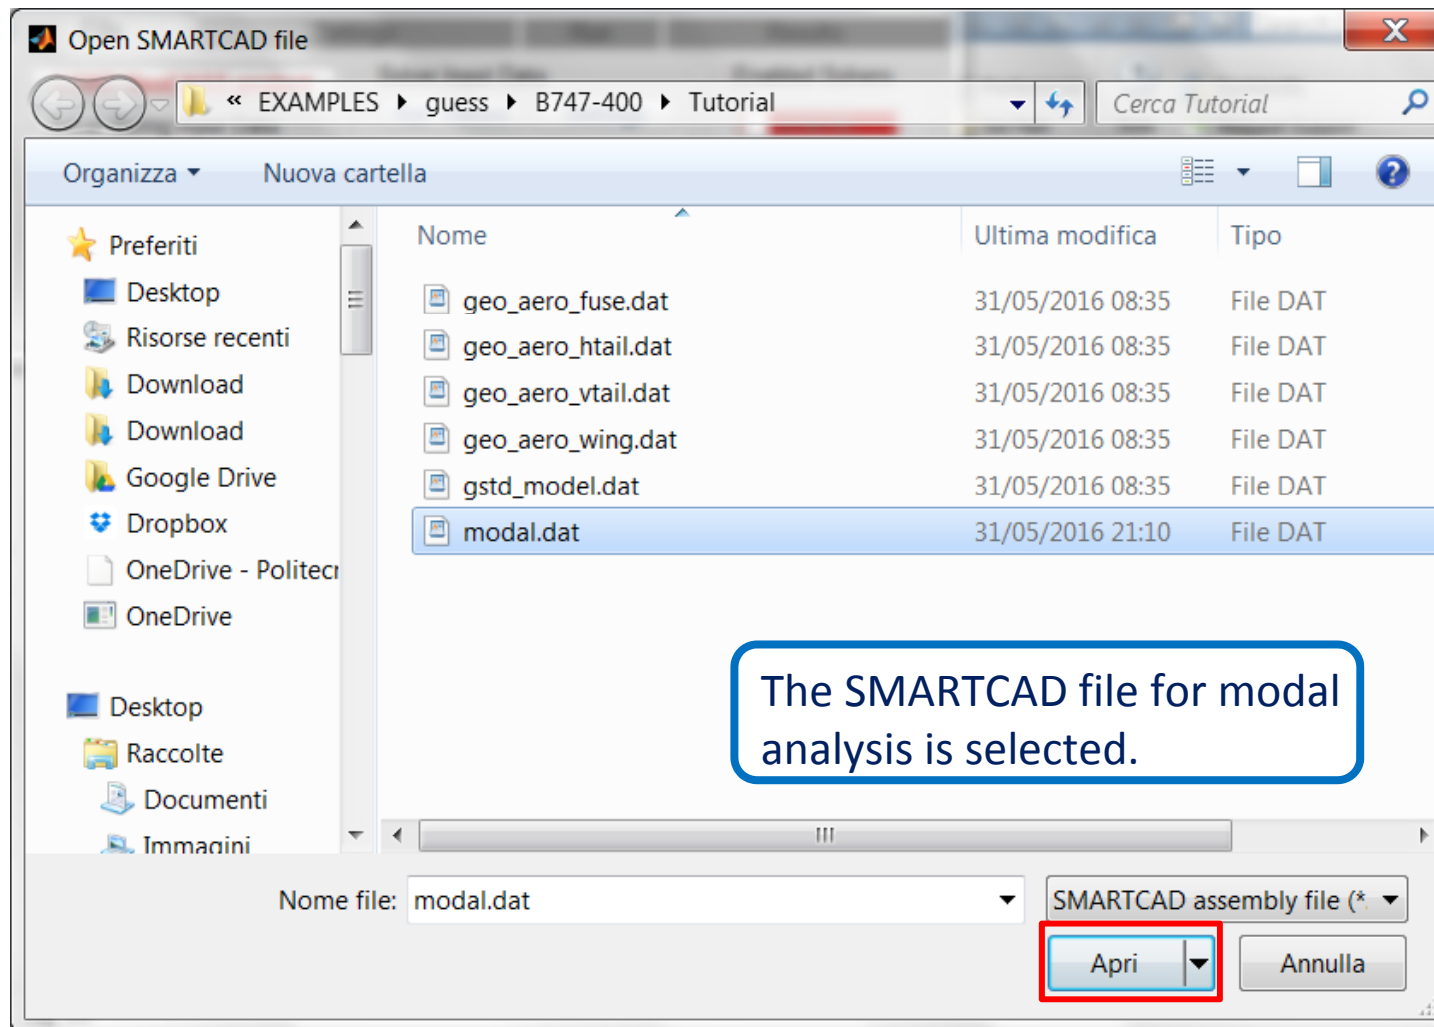 Open SMARTCAD file
« EXAMPLES guess B747-400 Tutorial Cerca Tutorial
Organizza Nuova cartella
Preferiti
Desktop
Risorse recenti
Download
Download
Google Drive
Dropbox
OneDrive - Politecr
OneDrive
Desktop
Raccolte
Documenti
Immagini
Nome Ultima modifica Tipo
geo_aero_fuse.dat 31/05/2016 08:35 File DAT
geo_aero_htail.dat 31/05/2016 08:35 File DAT
geo_aero_vtail.dat 31/05/2016 08:35 File DAT
geo_aero_wing.dat 31/05/2016 08:35 File DAT
gstd_model.dat 31/05/2016 08:35 File DAT
modal.dat 31/05/2016 21:10 File DAT
The SMARTCAD file for modal
analysis is selected.
Nome file: modal.dat SMARTCAD assembly file (*.
Apri Annulla